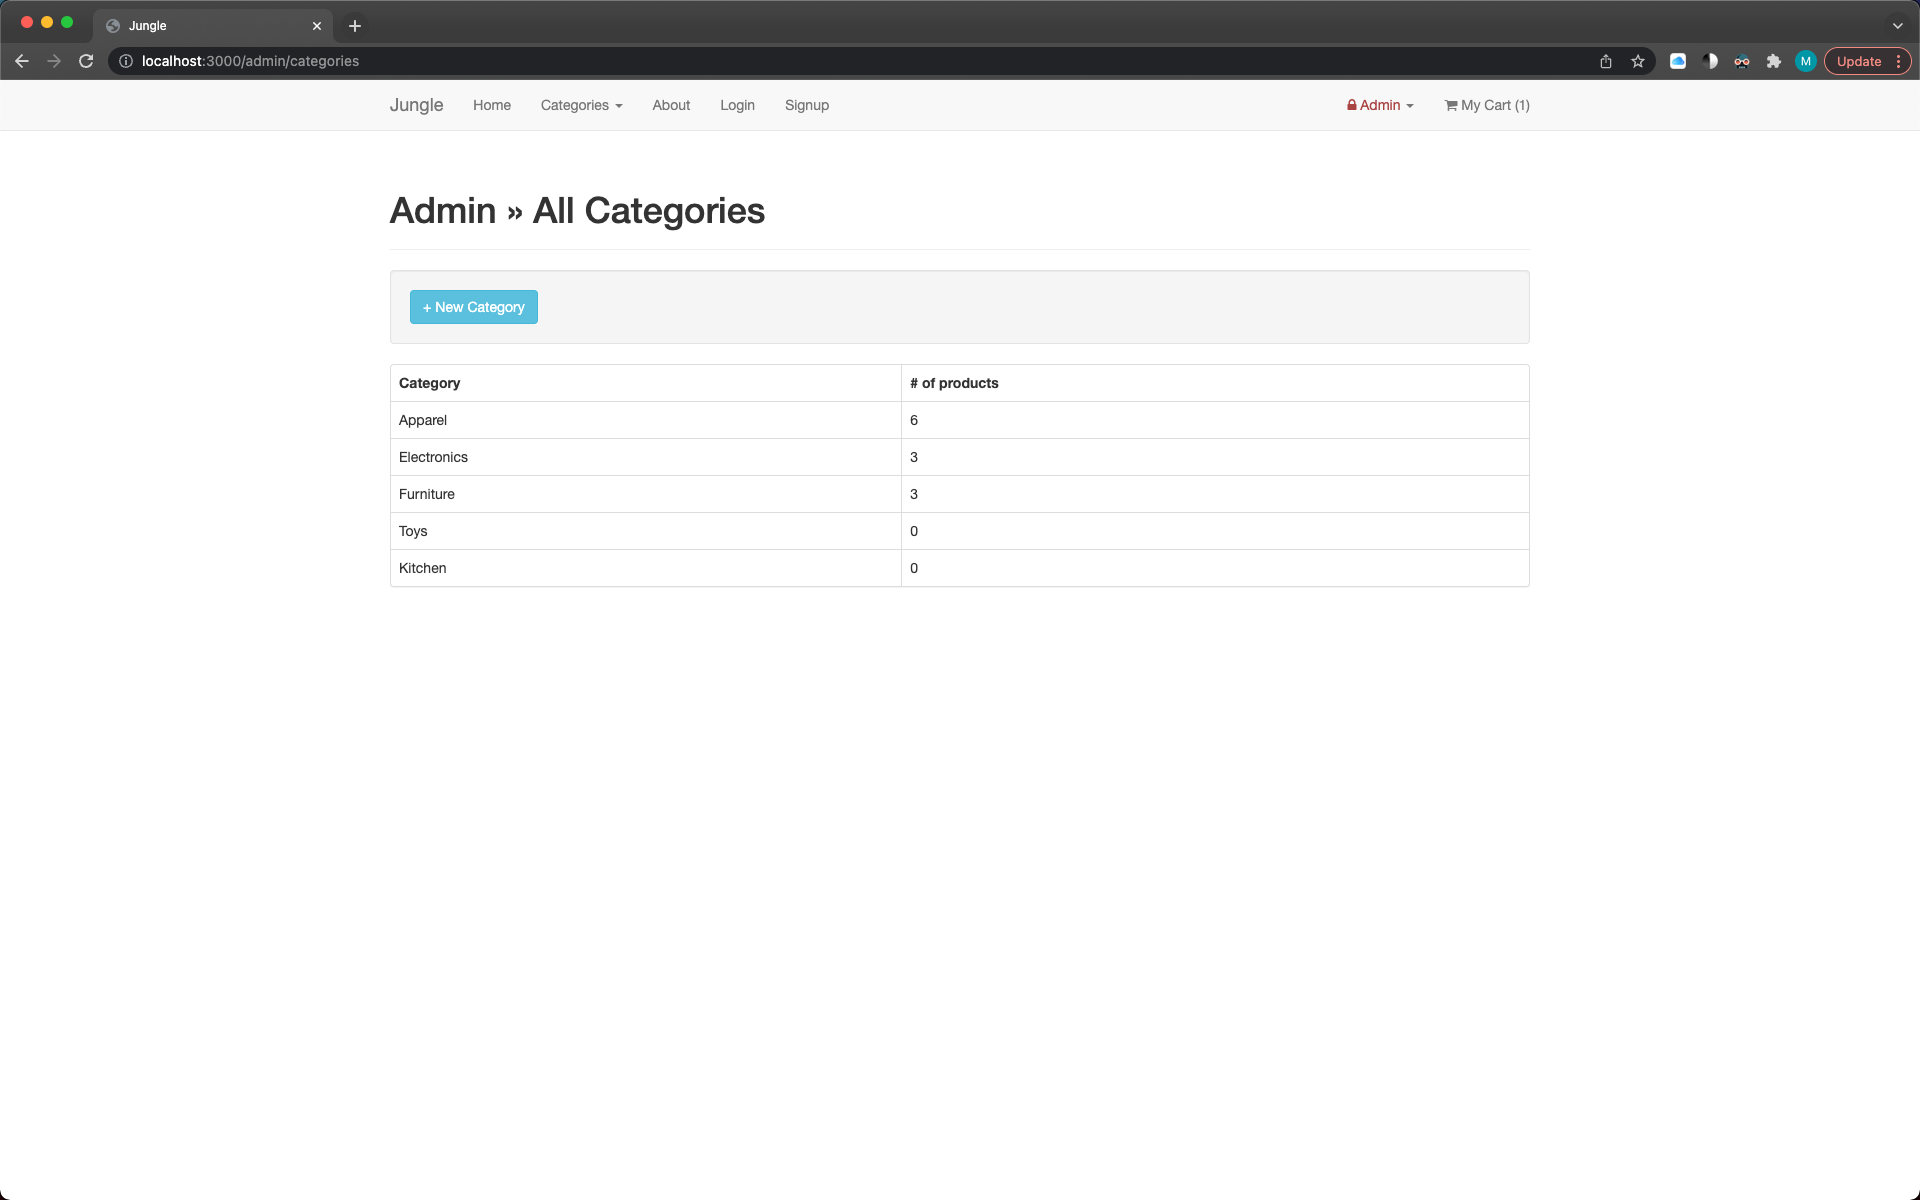 Jungle
localhost:3000/admin/categories
M
Update
Jungle Home Categories About Login Signup Admin My Cart (1)
Admin » All Categories
+ New Category
Category # of products
Apparel 6
Electronics 3
Furniture 3
Toys 0
Kitchen 0